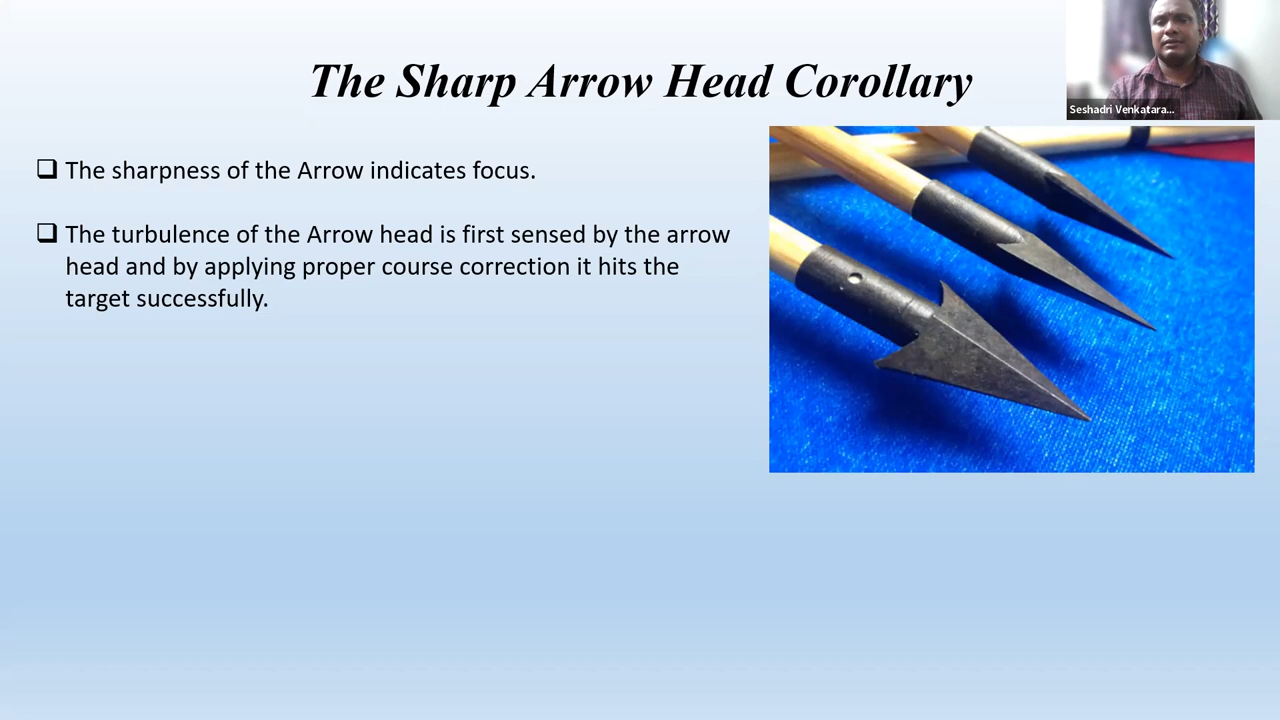 The Sharp Arrow Head Corollary
Seshadri Venkatara...
❑ The sharpness of the Arrow indicates focus.
❑ The turbulence of the Arrow head is first sensed by the arrow
head and by applying proper course correction it hits the
target successfully.